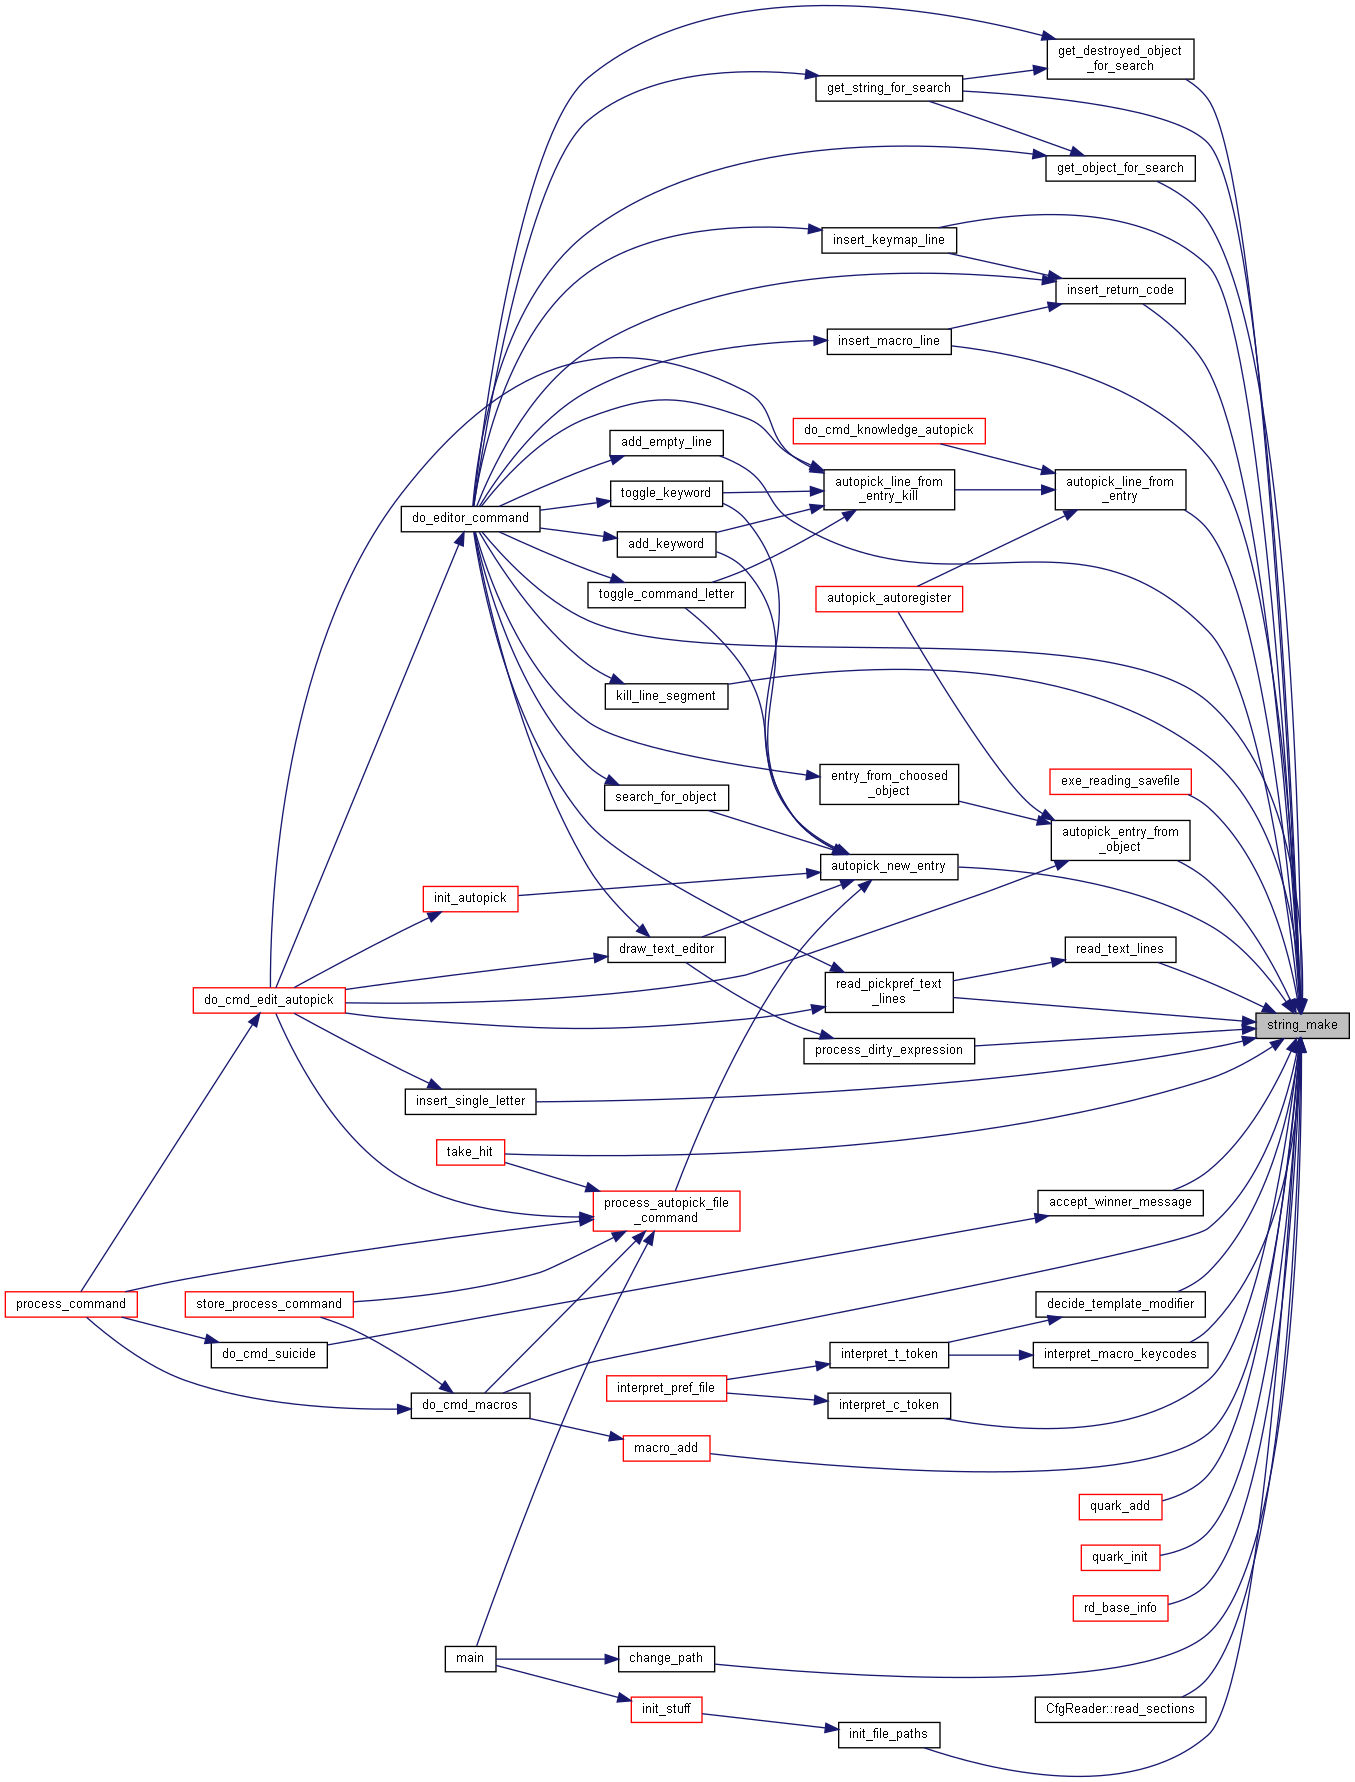 get_destroyed_object
_for_search
get_string_for_search
get_object_for_search
insert_keymap_line
insert_return_code
insert_macro_line
do_cmd_knowledge_autopick
add_empty_line
autopick_line_from
_entry_kill
autopick_line_from
_entry
toggle_keyword
do_editor_command
add_keyword
toggle_command_letter
autopick_autoregister
kill_line_segment
entry_from_choosed
_object
exe_reading_savefile
search_for_object
autopick_entry_from
_object
autopick_new_entry
init_autopick
draw_text_editor
read_text_lines
read_pickpref_text
_lines
do_cmd_edit_autopick
string_make
process_dirty_expression
insert_single_letter
take_hit
process_autopick_file
_command
accept_winner_message
process_command
store_process_command
decide_template_modifier
do_cmd_suicide
interpret_t_token
interpret_macro_keycodes
interpret_pref_file
do_cmd_macros
interpret_c_token
macro_add
quark_add
quark_init
rd_base_info
main
change_path
init_stuff
CfgReader::read_sections
init_file_paths